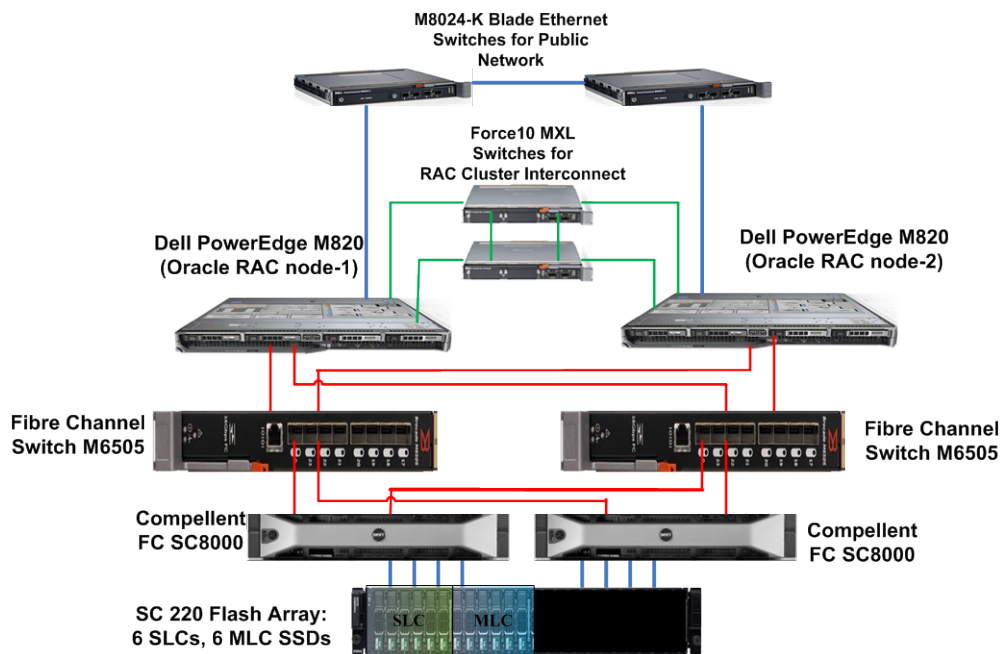 M8024-K Blade Ethernet
Switches for Public
Network
Force10 MXL
Switches for
RAC Cluster Interconnect
Dell PowerEdge M820
(Oracle RAC node-1)
Dell PowerEdge M820
(Oracle RAC node-2)
Fibre Channel
Switch M6505
Fibre Channel
Switch M6505
Compellent
FC SC8000
Compellent
FC SC8000
SC 220 Flash Array:
6 SLCs, 6 MLC SSDs
SLC
MLC